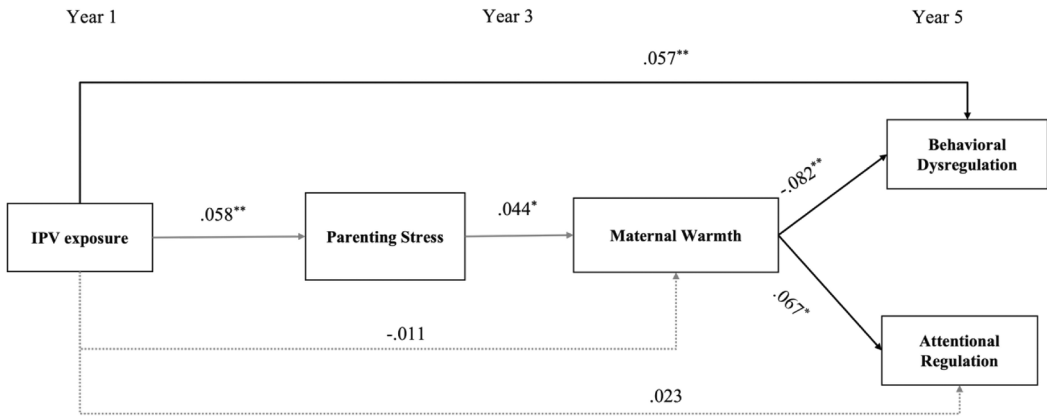 Year 1
Year 3
Year 5
.057**
Behavioral
Dysregulation
-.082**
.058**
.044*
IPV exposure
Parenting Stress
Maternal Warmth
.067*
-.011
Attentional
Regulation
.023